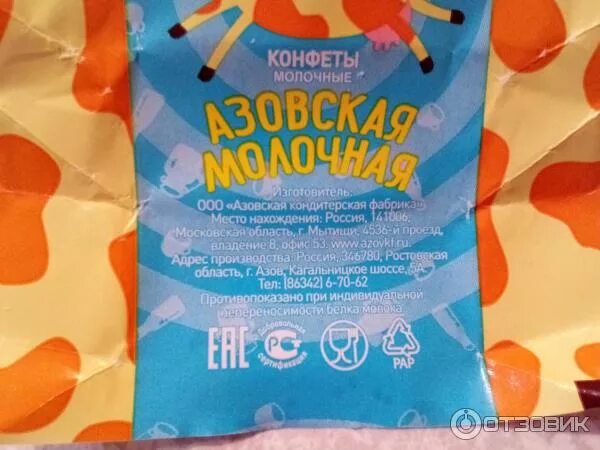 КОНФЕТЫ
МОЛОЧНЫЕ
АЗОВСКАЯ
МОЛОЧНАЯ
Изготовитель:
ООО «Азовская кондитерская фабрика»
Место нахождения: Россия, 141006,
Московская область, г. Мытищи, 4536-й проезд,
владение 8, офис 53. www.azovkf.ru.
Адрес производства: Россия, 346780, Ростовская
область, г. Азов, Кагальницкое шоссе, 5А.
Тел: (86342) 6-70-62
Противопоказано при индивидуальной
непереносимости белка молока.
ЕАС
Добровольная
РСТ
сертификация
PAP
ОТЗОВИК